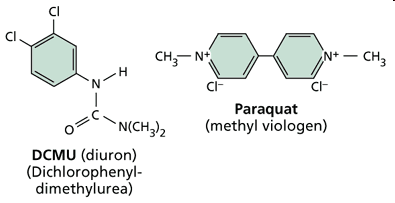 Cl
Cl
N
H
C
O
N(CH₃)₂
DCMU (diuron)
(Dichlorophenyl-
dimethylurea)
CH₃ N⁺ N⁺ CH₃
Cl⁻ Cl⁻
Paraquat
(methyl viologen)